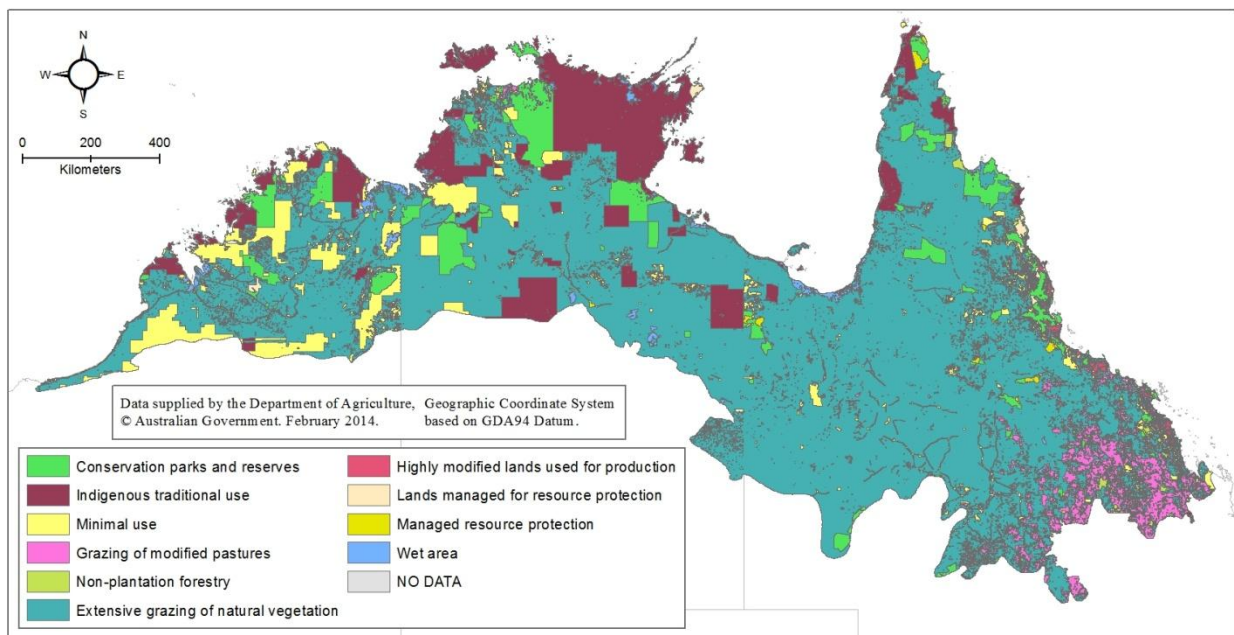 N
W E
S
0 200 400
Kilometers
Data supplied by the Department of Agriculture, Geographic Coordinate System
© Australian Government. February 2014. based on GDA94 Datum.
Conservation parks and reserves
Indigenous traditional use
Minimal use
Grazing of modified pastures
Non-plantation forestry
Extensive grazing of natural vegetation
Highly modified lands used for production
Lands managed for resource protection
Managed resource protection
Wet area
NO DATA